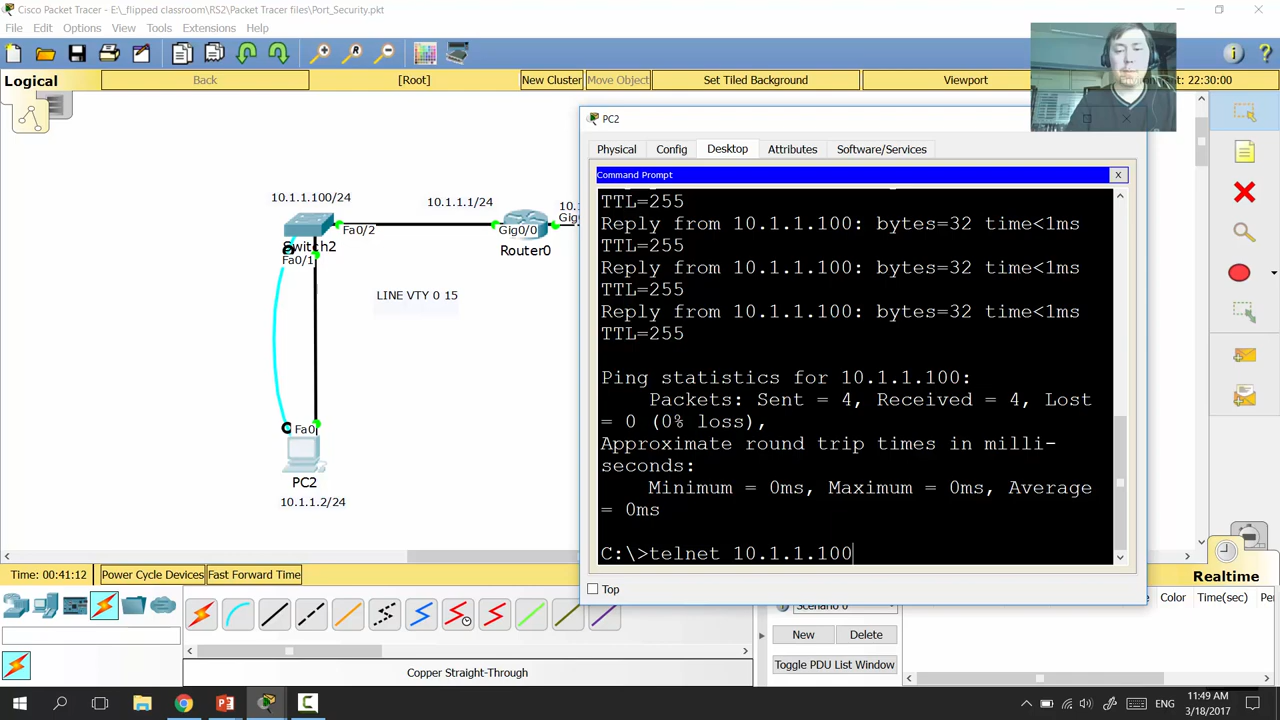 Cisco Packet Tracer - E:\_flipped classroom\RS2\Packet Tracer files\Port_Security.pkt
File Edit Options View Tools Extensions Help
Logical Back [Root] New Cluster Move Object Set Tiled Background Viewport 22:30:00
PC2
Physical Config Desktop Attributes Software/Services
Command Prompt X
TTL=255
Reply from 10.1.1.100: bytes=32 time<1ms
TTL=255
Reply from 10.1.1.100: bytes=32 time<1ms
TTL=255
Reply from 10.1.1.100: bytes=32 time<1ms
TTL=255
Ping statistics for 10.1.1.100:
Packets: Sent = 4, Received = 4, Lost
= 0 (0% loss),
Approximate round trip times in milli-
seconds:
Minimum = 0ms, Maximum = 0ms, Average
= 0ms
C:\>telnet 10.1.1.100
Top
10.1.1.100/24
10.1.1.1/24
10.
Fa0/2
Gig0/0
Gig
Switch2
Router0
Fa0/1
LINE VTY 0 15
Fa0
PC2
10.1.1.2/24
Time: 00:41:12 Power Cycle Devices Fast Forward Time
Realtime
Scenario 0
Color Time(sec) Pe
New Delete
Toggle PDU List Window
Copper Straight-Through
ENG
11:49 AM
3/18/2017